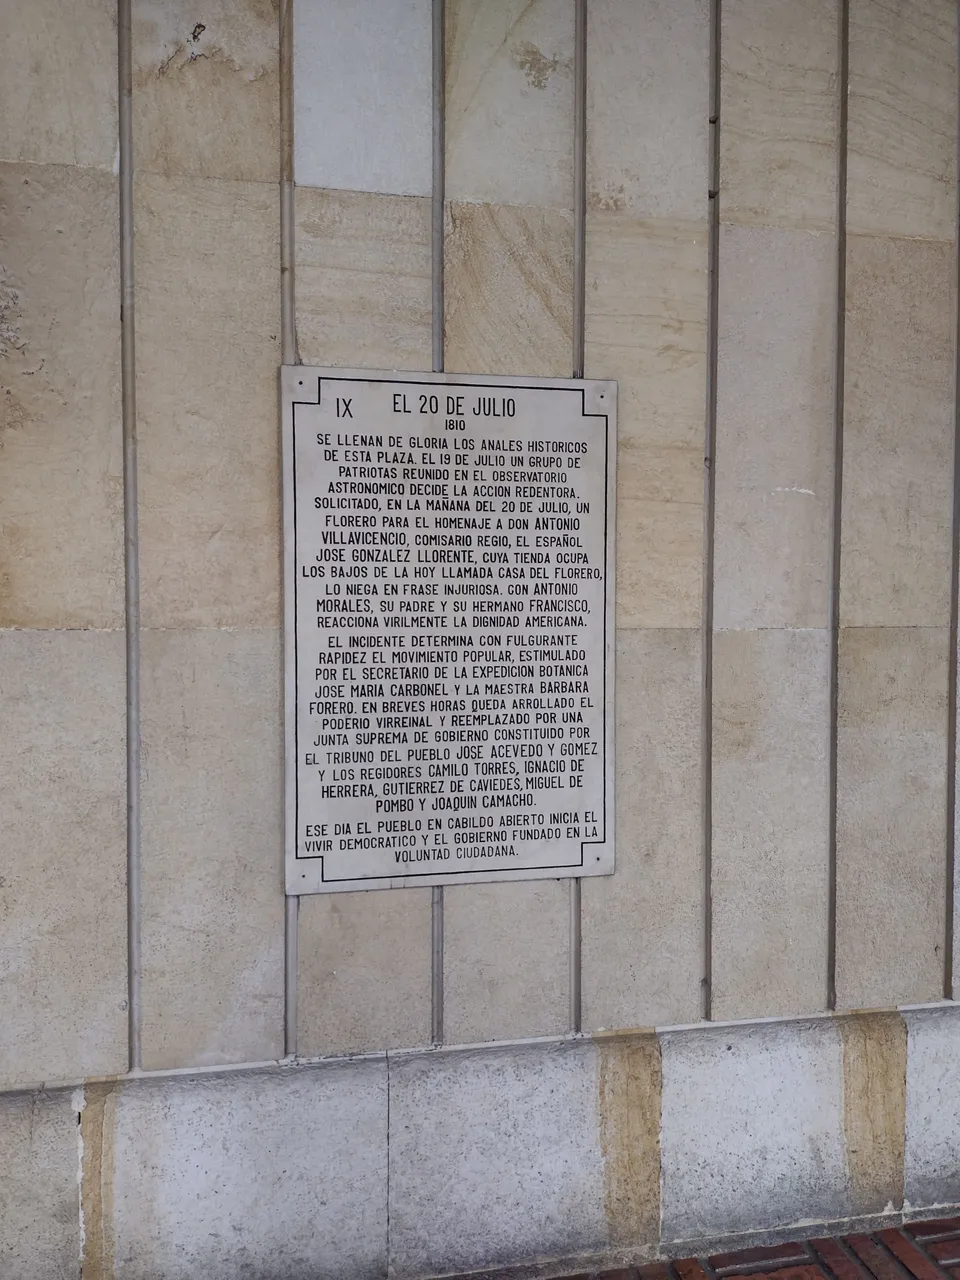 IX EL 20 DE JULIO
1810
SE LLENAN DE GLORIA LOS ANALES HISTORICOS
DE ESTA PLAZA. EL 19 DE JULIO UN GRUPO DE
PATRIOTAS REUNIDO EN EL OBSERVATORIO
ASTRONOMICO DECIDE LA ACCION REDENTORA.
SOLICITADO, EN LA MAÑANA DEL 20 DE JULIO, UN
FLORERO PARA EL HOMENAJE A DON ANTONIO
VILLAVICENCIO, COMISARIO REGIO, EL ESPAÑOL
JOSE GONZALEZ LLORENTE, CUYA TIENDA OCUPA
LOS BAJOS DE LA HOY LLAMADA CASA DEL FLORERO,
LO NIEGA EN FRASE INJURIOSA. CON ANTONIO
MORALES, SU PADRE Y SU HERMANO FRANCISCO,
REACCIONA VIRILMENTE LA DIGNIDAD AMERICANA.
EL INCIDENTE DETERMINA CON FULGURANTE
RAPIDEZ EL MOVIMIENTO POPULAR, ESTIMULADO
POR EL SECRETARIO DE LA EXPEDICION BOTANICA
JOSE MARIA CARBONEL Y LA MAESTRA BARBARA
FORERO. EN BREVES HORAS QUEDA ARROLLADO EL
PODERIO VIRREINAL Y REEMPLAZADO POR UNA
JUNTA SUPREMA DE GOBIERNO CONSTITUIDO POR
EL TRIBUNO DEL PUEBLO JOSE ACEVEDO Y GOMEZ
Y LOS REGIDORES CAMILO TORRES, IGNACIO DE
HERRERA, GUTIERREZ DE CAVIEDES, MIGUEL DE
POMBO Y JOAQUIN CAMACHO.
ESE DIA EL PUEBLO EN CABILDO ABIERTO INICIA EL
VIVIR DEMOCRATICO Y EL GOBIERNO FUNDADO EN LA
VOLUNTAD CIUDADANA.